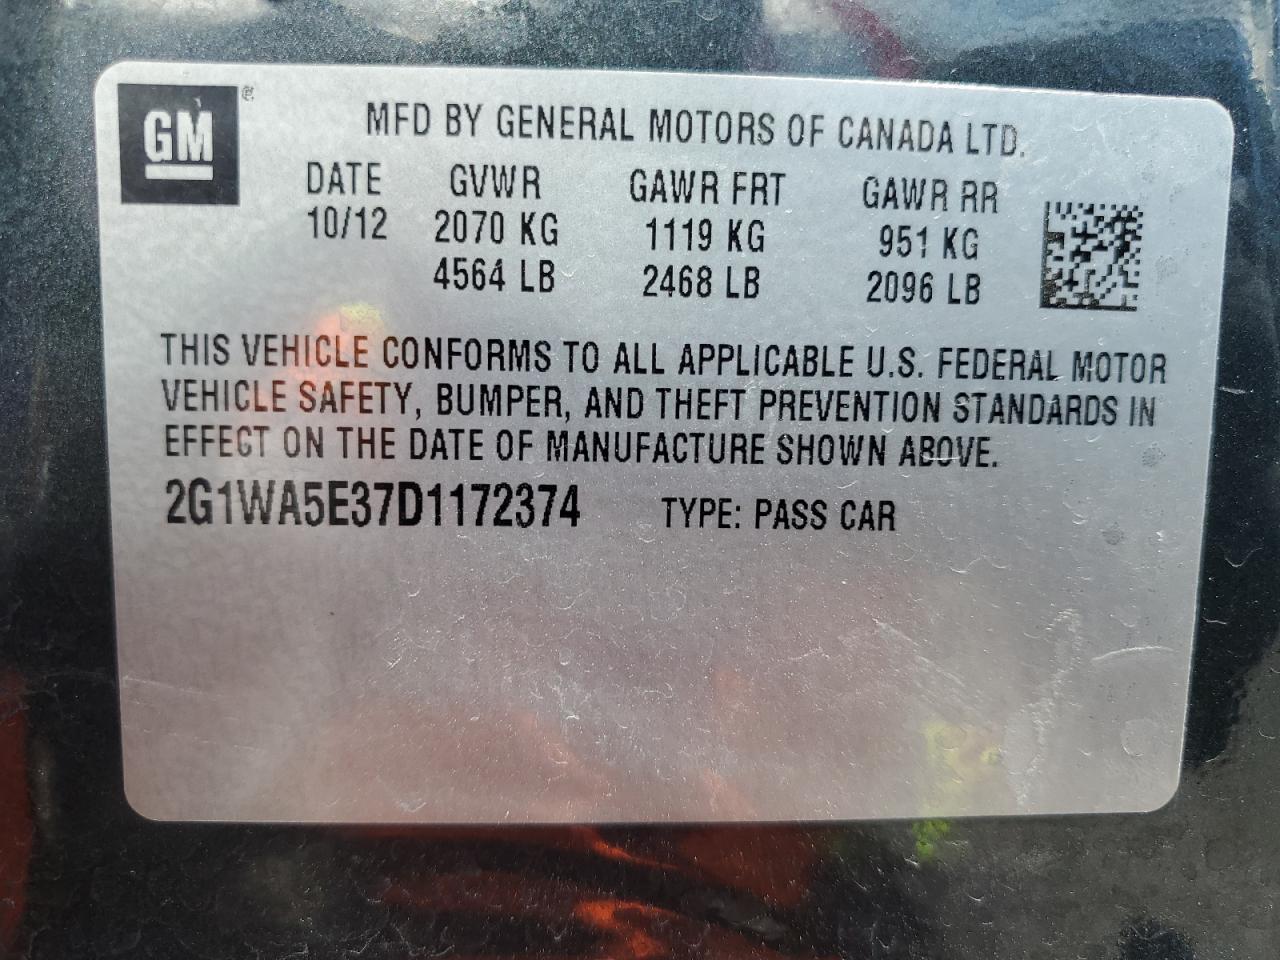 GM ®
MFD BY GENERAL MOTORS OF CANADA LTD.
DATE GVWR GAWR FRT GAWR RR
10/12 2070 KG 1119 KG 951 KG
4564 LB 2468 LB 2096 LB
THIS VEHICLE CONFORMS TO ALL APPLICABLE U.S. FEDERAL MOTOR
VEHICLE SAFETY, BUMPER, AND THEFT PREVENTION STANDARDS IN
EFFECT ON THE DATE OF MANUFACTURE SHOWN ABOVE.
2G1WA5E37D1172374 TYPE: PASS CAR